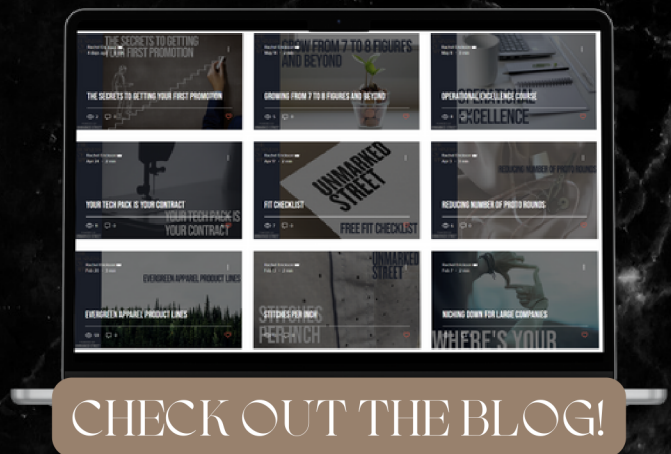 THE SECRETS TO GETTING
YOUR FIRST PROMOTION
THE SECRETS TO GETTING YOUR FIRST PROMOTION
GROW FROM 7 TO 8 FIGURES
AND BEYOND
GROWING FROM 7 TO 8 FIGURES AND BEYOND
OPERATIONAL EXCELLENCE COURSE
OPERATIONAL
EXCELLENCE
YOUR TECH PACK IS YOUR CONTRACT
YOUR TECH PACK IS
YOUR CONTRACT
UNMARKED
STREET
FIT CHECKLIST
FREE FIT CHECKLIST
REDUCING NUMBER OF PROTO ROUNDS
REDUCING NUMBER OF PROTO ROUNDS
EVERGREEN APPAREL PRODUCT LINES
EVERGREEN APPAREL PRODUCT LINES
UNMARKED
STREET
STITCHES PER INCH
STITCHES
PER INCH
NICHING DOWN FOR LARGE COMPANIES
WHERE'S YOUR
CHECK OUT THE BLOG!